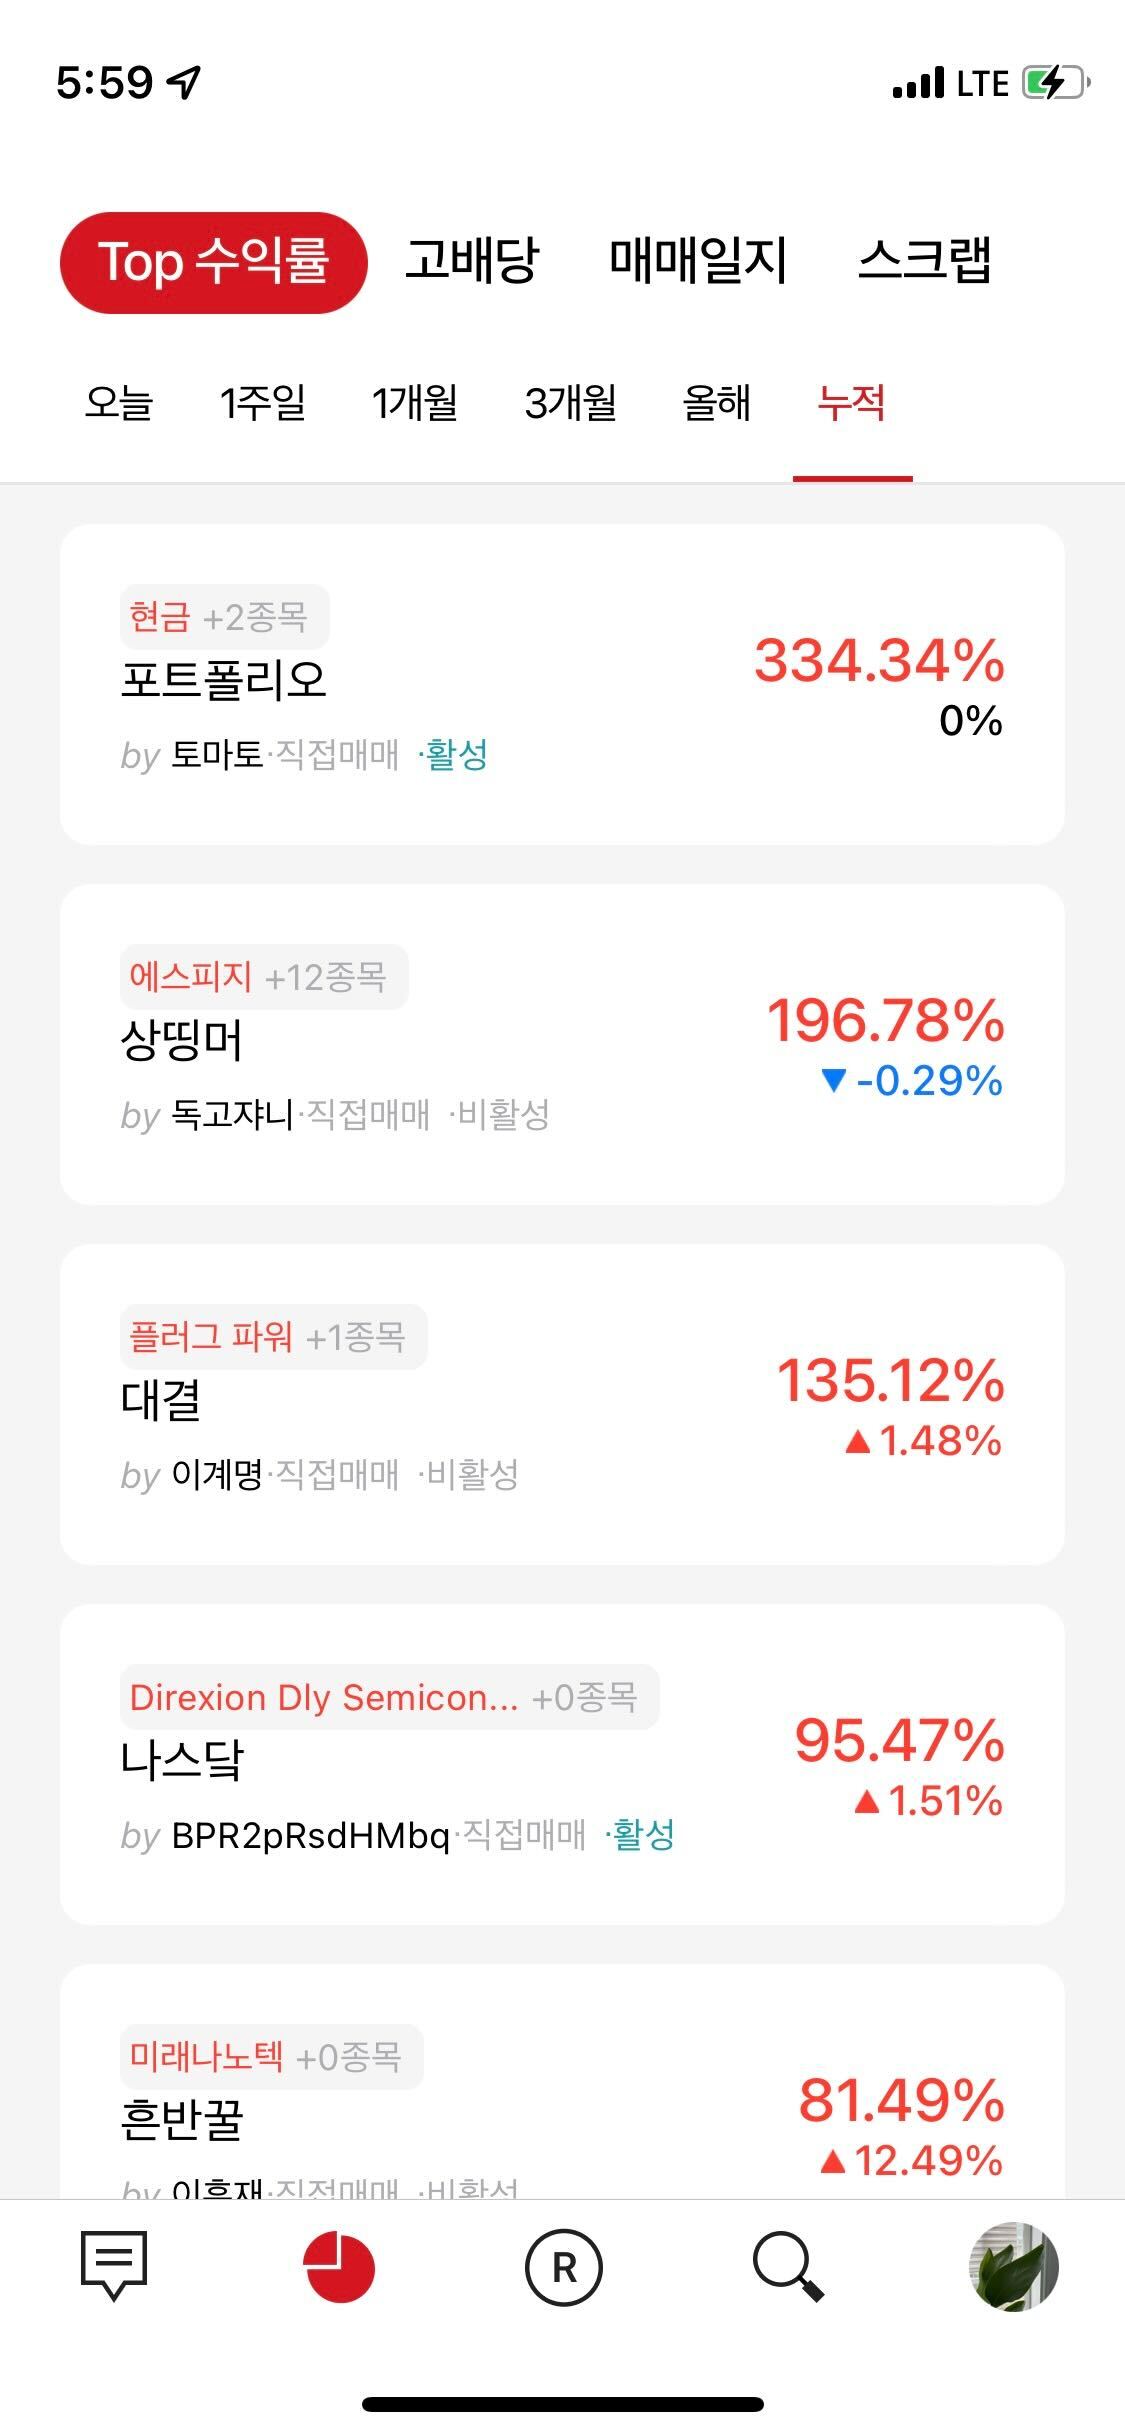 5:59 LTE
Top 수익률 고배당 매매일지 스크랩
오늘 1주일 1개월 3개월 올해 누적
현금 +2종목
포트폴리오
334.34%
0%
by 토마토·직접매매 ·활성
에스피지 +12종목
상띵머
196.78%
▼ -0.29%
by 독고쟈니·직접매매 ·비활성
플러그 파워 +1종목
대결
135.12%
▲ 1.48%
by 이계명·직접매매 ·비활성
Direxion Dly Semicon... +0종목
나스닼
95.47%
▲ 1.51%
by BPR2pRsdHMbq·직접매매 ·활성
미래나노텍 +0종목
흔반꿀
81.49%
▲ 12.49%
by ·직접매매 ·비활성
R